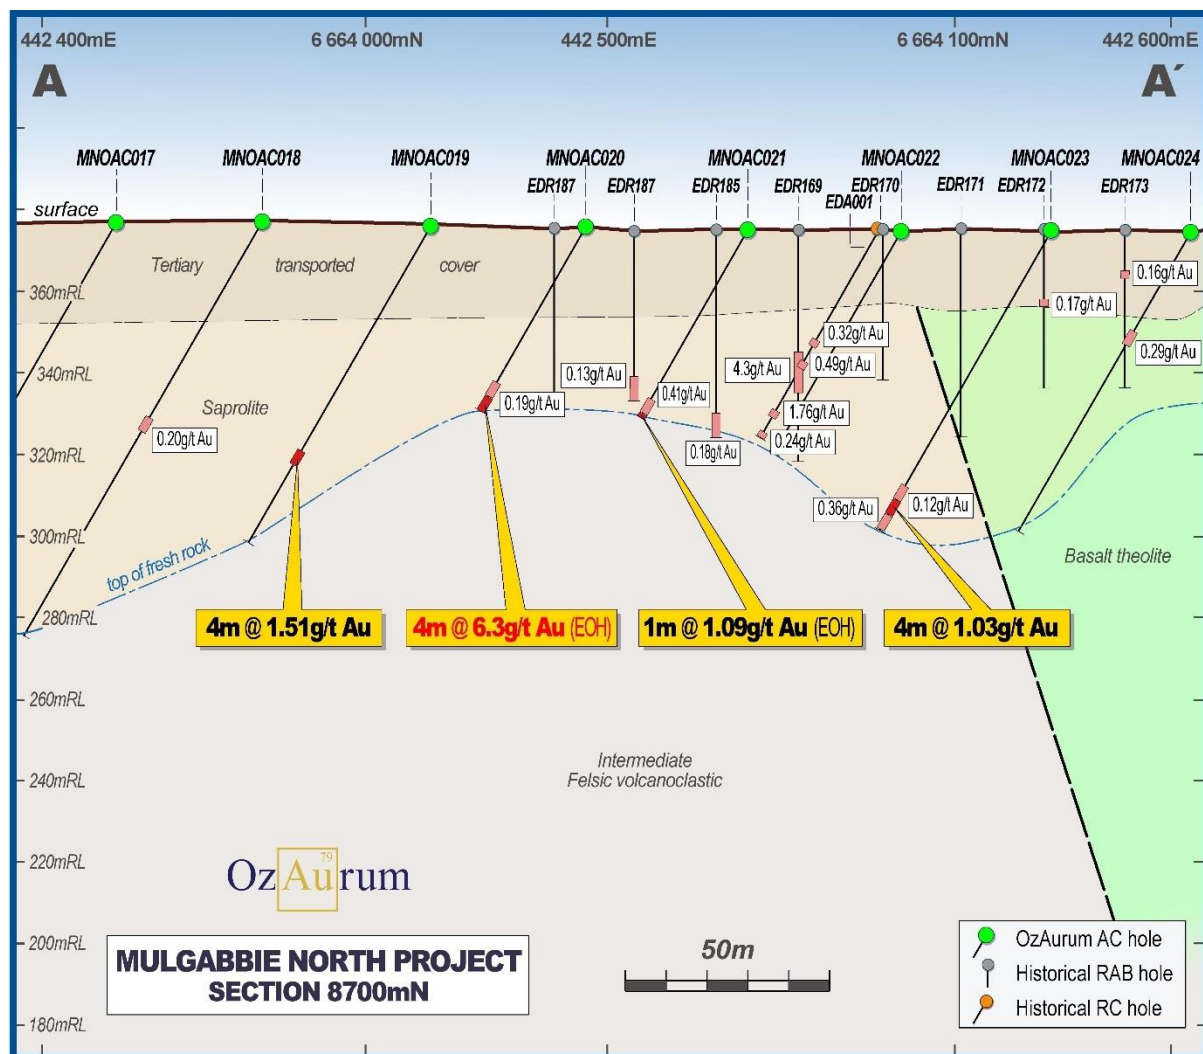 442 400mE
6 664 000mN
442 500mE
6 664 100mN
442 600mE
A
A´
MNOAC017
MNOAC018
MNOAC019
MNOAC020
MNOAC021
MNOAC022
MNOAC023
MNOAC024
EDR187
EDR187
EDR185
EDR169
EDR170
EDR171
EDR172
EDR173
EDA001
surface
Tertiary
transported
cover
0.16g/t Au
360mRL
0.17g/t Au
0.32g/t Au
0.29g/t Au
340mRL
0.13g/t Au
4.3g/t Au
0.49g/t Au
Saprolite
0.19g/t Au
0.41g/t Au
1.76g/t Au
0.20g/t Au
0.18g/t Au
0.24g/t Au
320mRL
0.36g/t Au
0.12g/t Au
300mRL
top of fresh rock
Basalt theolite
280mRL
4m @ 1.51g/t Au
4m @ 6.3g/t Au (EOH)
1m @ 1.09g/t Au (EOH)
4m @ 1.03g/t Au
260mRL
Intermediate
Felsic volcanoclastic
240mRL
220mRL
79
OzAurum
200mRL
MULGABBIE NORTH PROJECT
SECTION 8700mN
50m
OzAurum AC hole
Historical RAB hole
Historical RC hole
180mRL